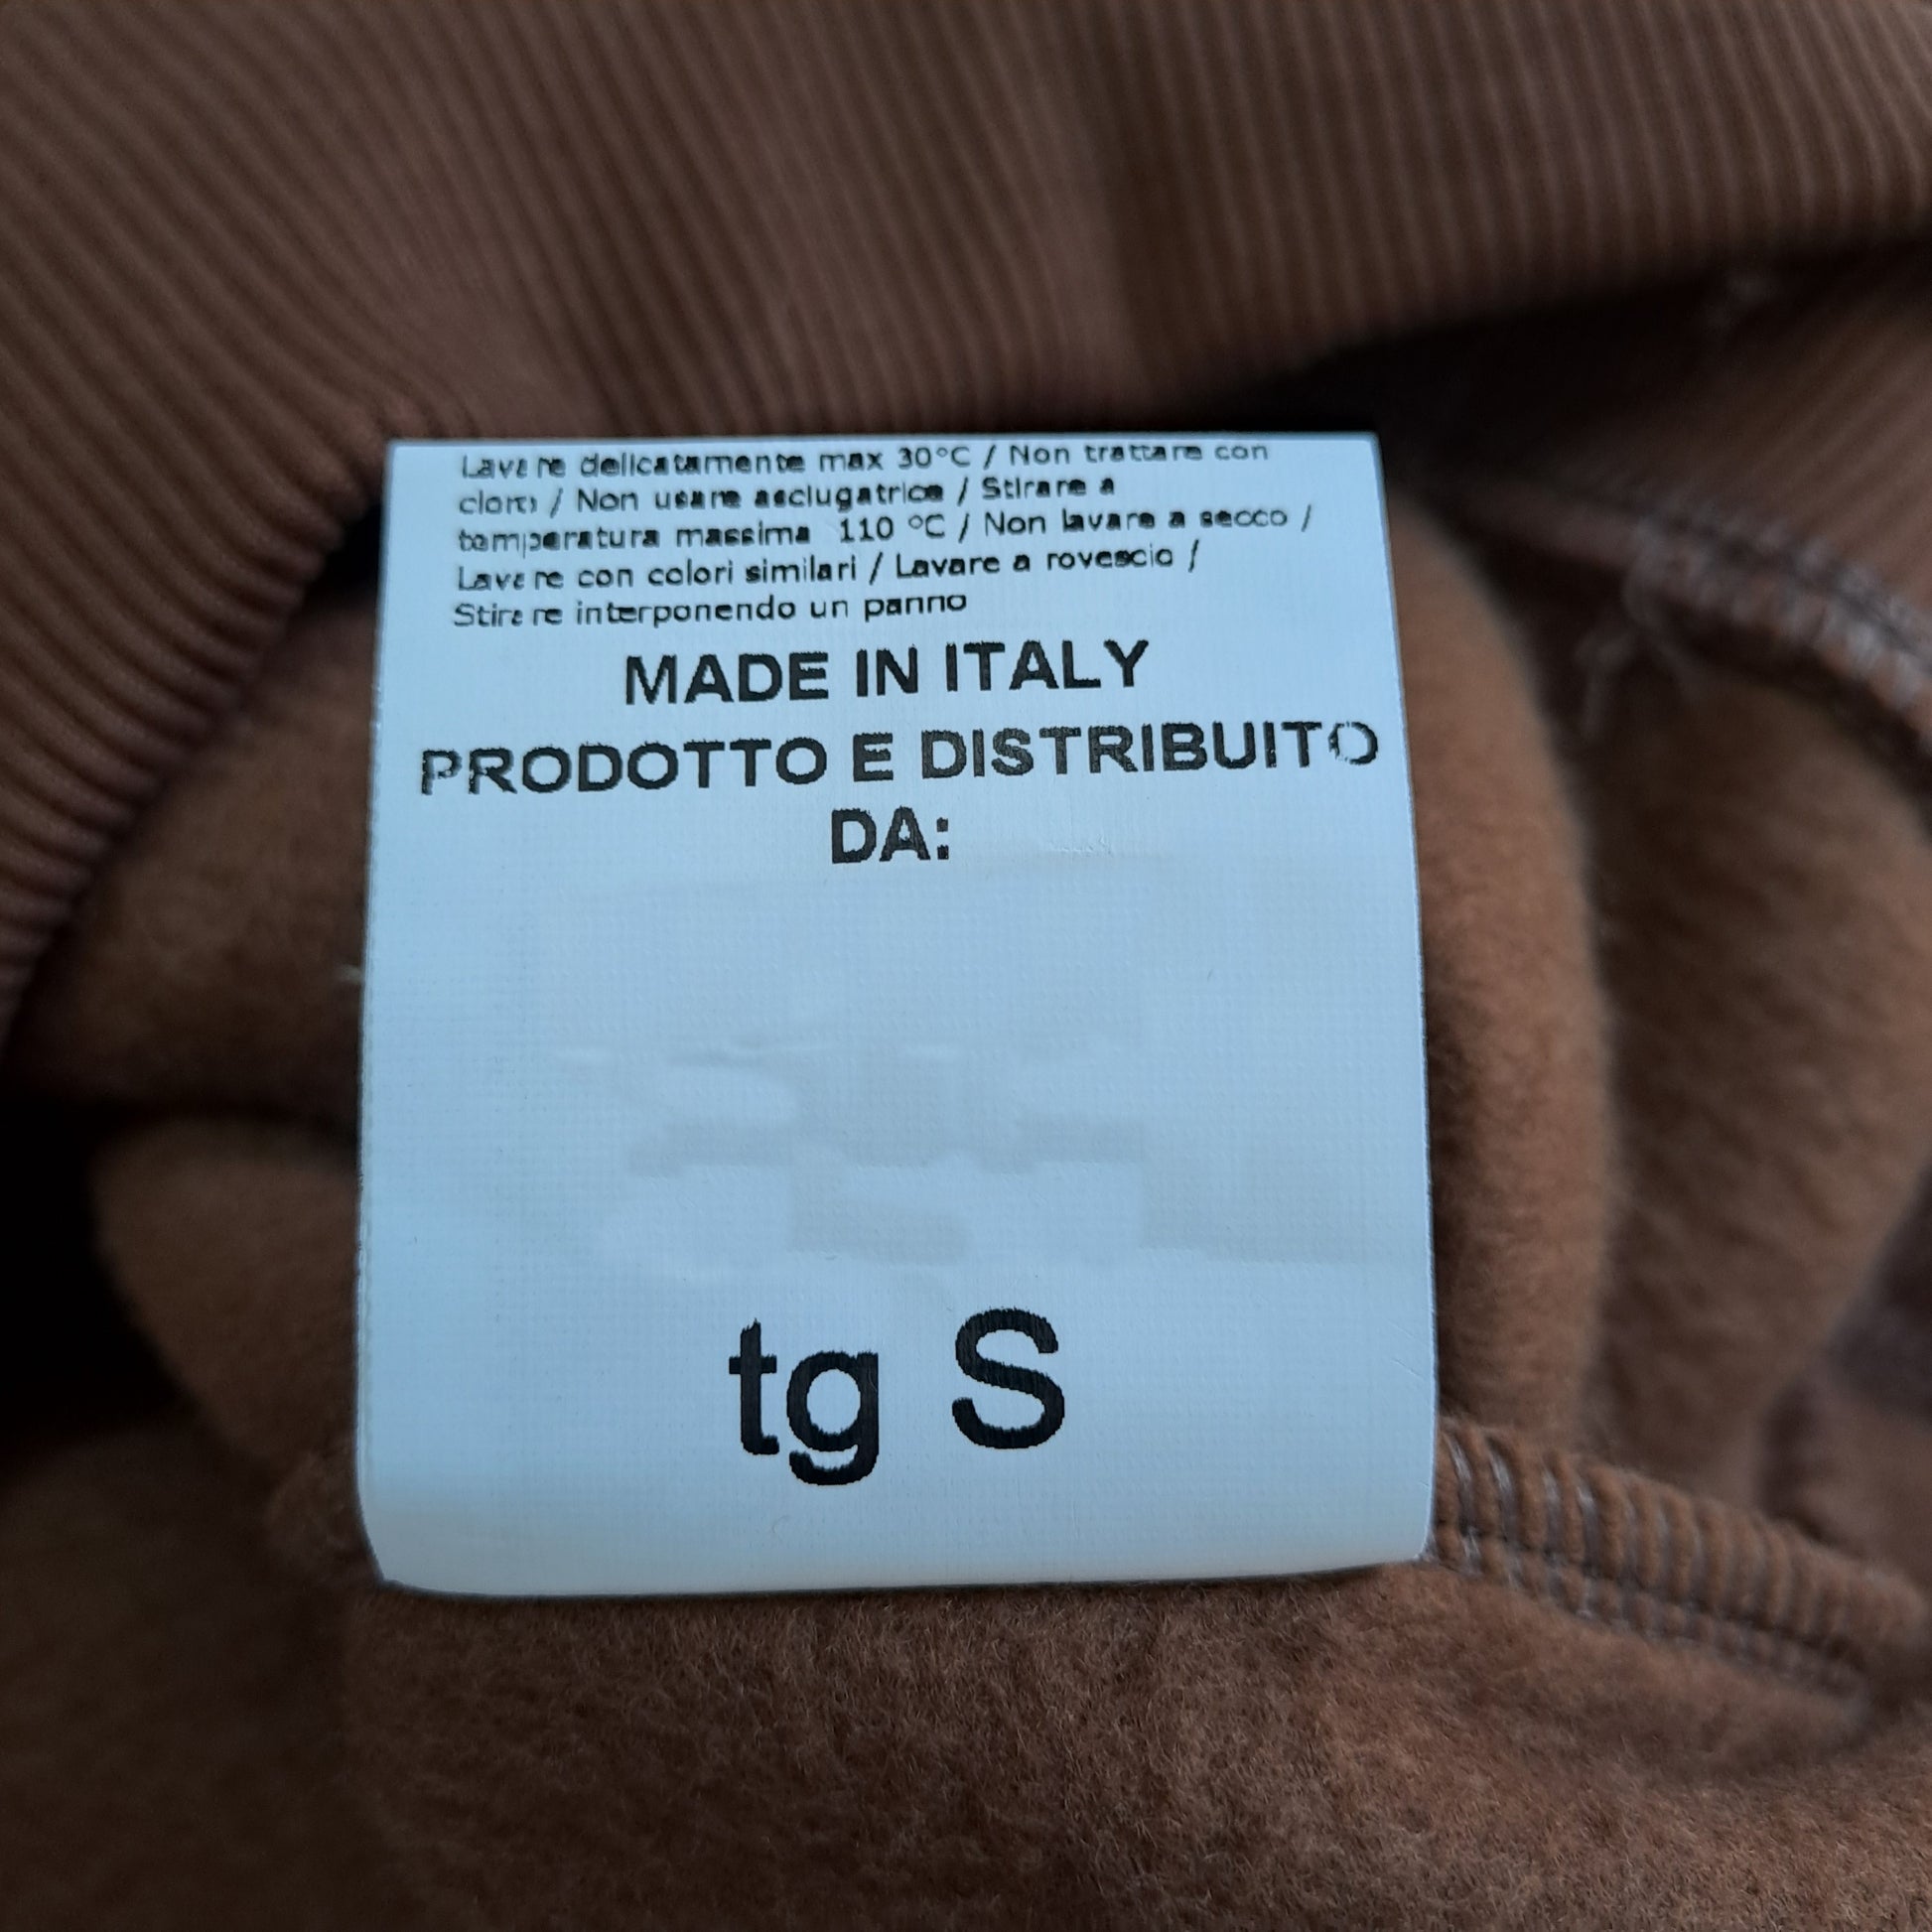 Lavare delicatamente max 30°C / Non trattare con
cloro / Non usare asciugatrice / Stirare a
temperatura massima 110 °C / Non lavare a secco /
Lavare con colori similari / Lavare a rovescio /
Stirare interponendo un panno
MADE IN ITALY
PRODOTTO E DISTRIBUITO
DA:
tg S